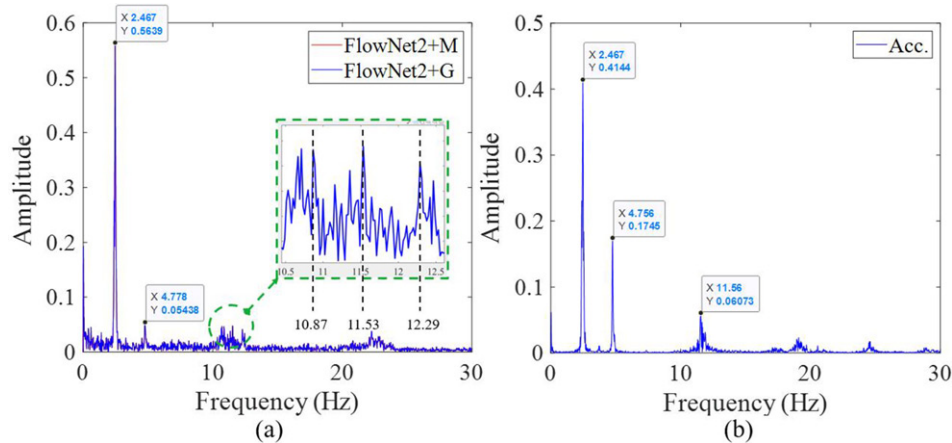 X 2.467
Y 0.5639
0.6
FlowNet2+M
FlowNet2+G
0.5
0.4
0.3
0.2
0.1
0
Amplitude
10.5 11 11.5 12 12.5
X 4.778
Y 0.05438
10.87 11.53 12.29
0 10 20 30
Frequency (Hz)
(a)
X 2.467
Y 0.4144
Acc.
0.5
0.4
0.3
0.2
0.1
0
Amplitude
X 4.756
Y 0.1745
X 11.56
Y 0.06073
0 10 20 30
Frequency (Hz)
(b)